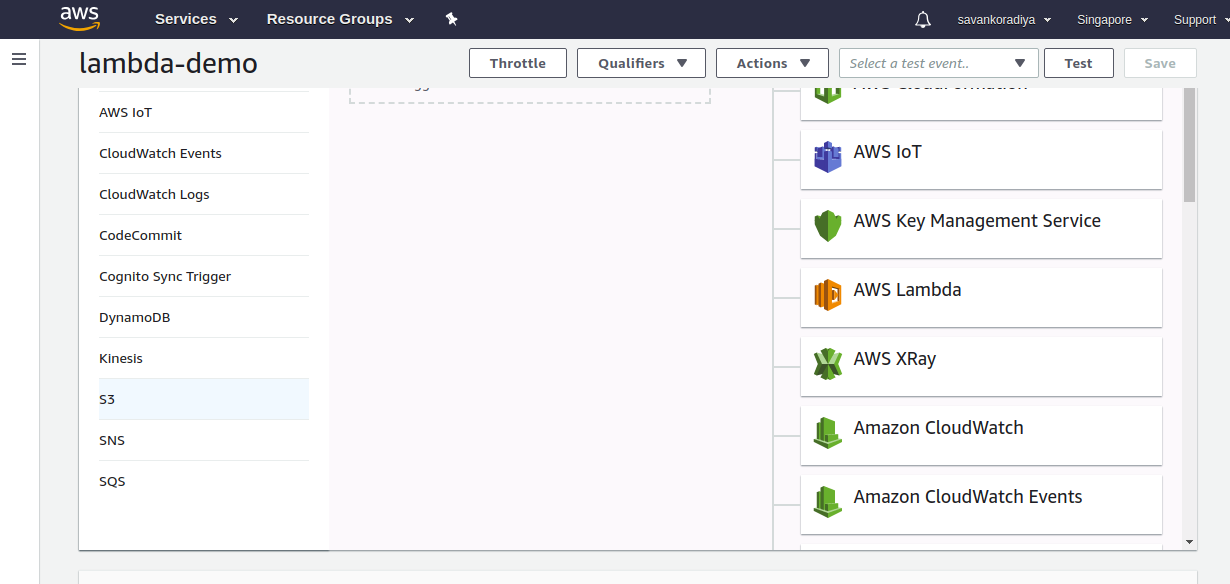 aws
Services
Resource Groups
savankoradiya
Singapore
Support
lambda-demo
Throttle
Qualifiers
Actions
Select a test event..
Test
Save
AWS IoT
CloudWatch Events
CloudWatch Logs
CodeCommit
Cognito Sync Trigger
DynamoDB
Kinesis
S3
SNS
SQS
AWS CloudFormation
AWS IoT
AWS Key Management Service
AWS Lambda
AWS XRay
Amazon CloudWatch
Amazon CloudWatch Events